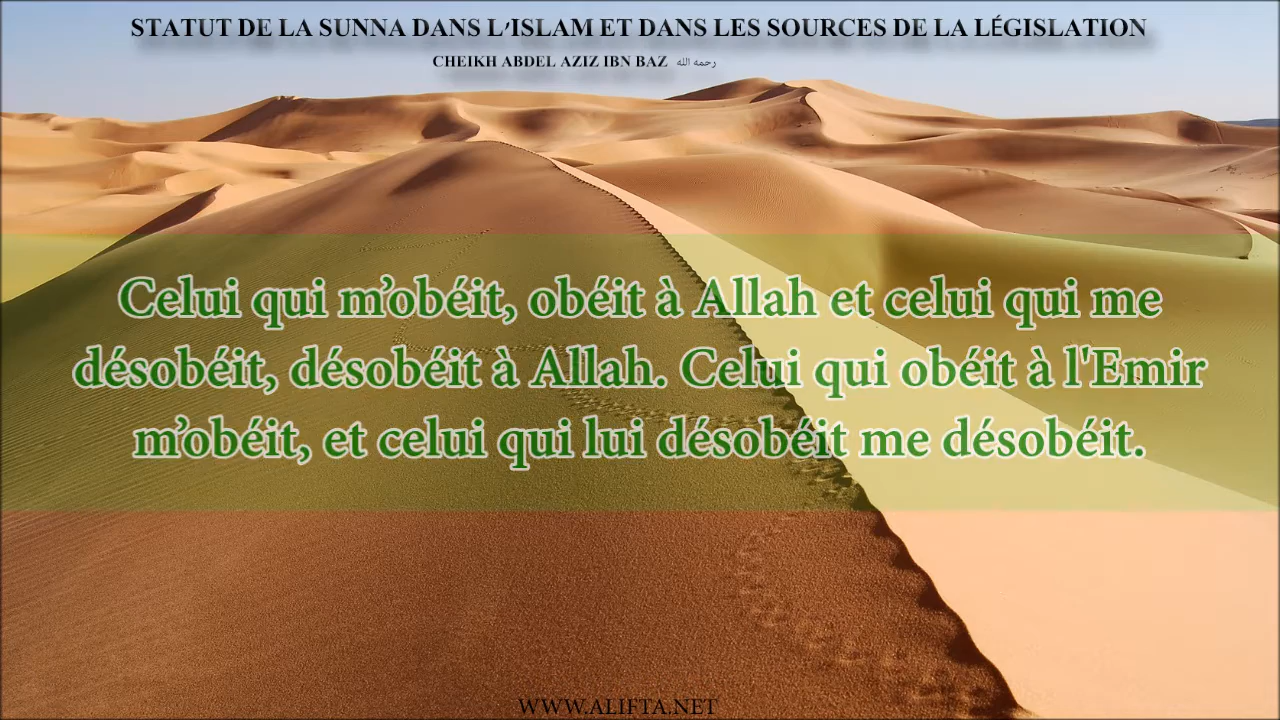 STATUT DE LA SUNNA DANS L'ISLAM ET DANS LES SOURCES DE LA LÉGISLATION
CHEIKH ABDEL AZIZ IBN BAZ رحمه الله
Celui qui m'obéit, obéit à Allah et celui qui me
désobéit, désobéit à Allah. Celui qui obéit à l'Emir
m'obéit, et celui qui lui désobéit me désobéit.
WWW.ALIFTA.NET